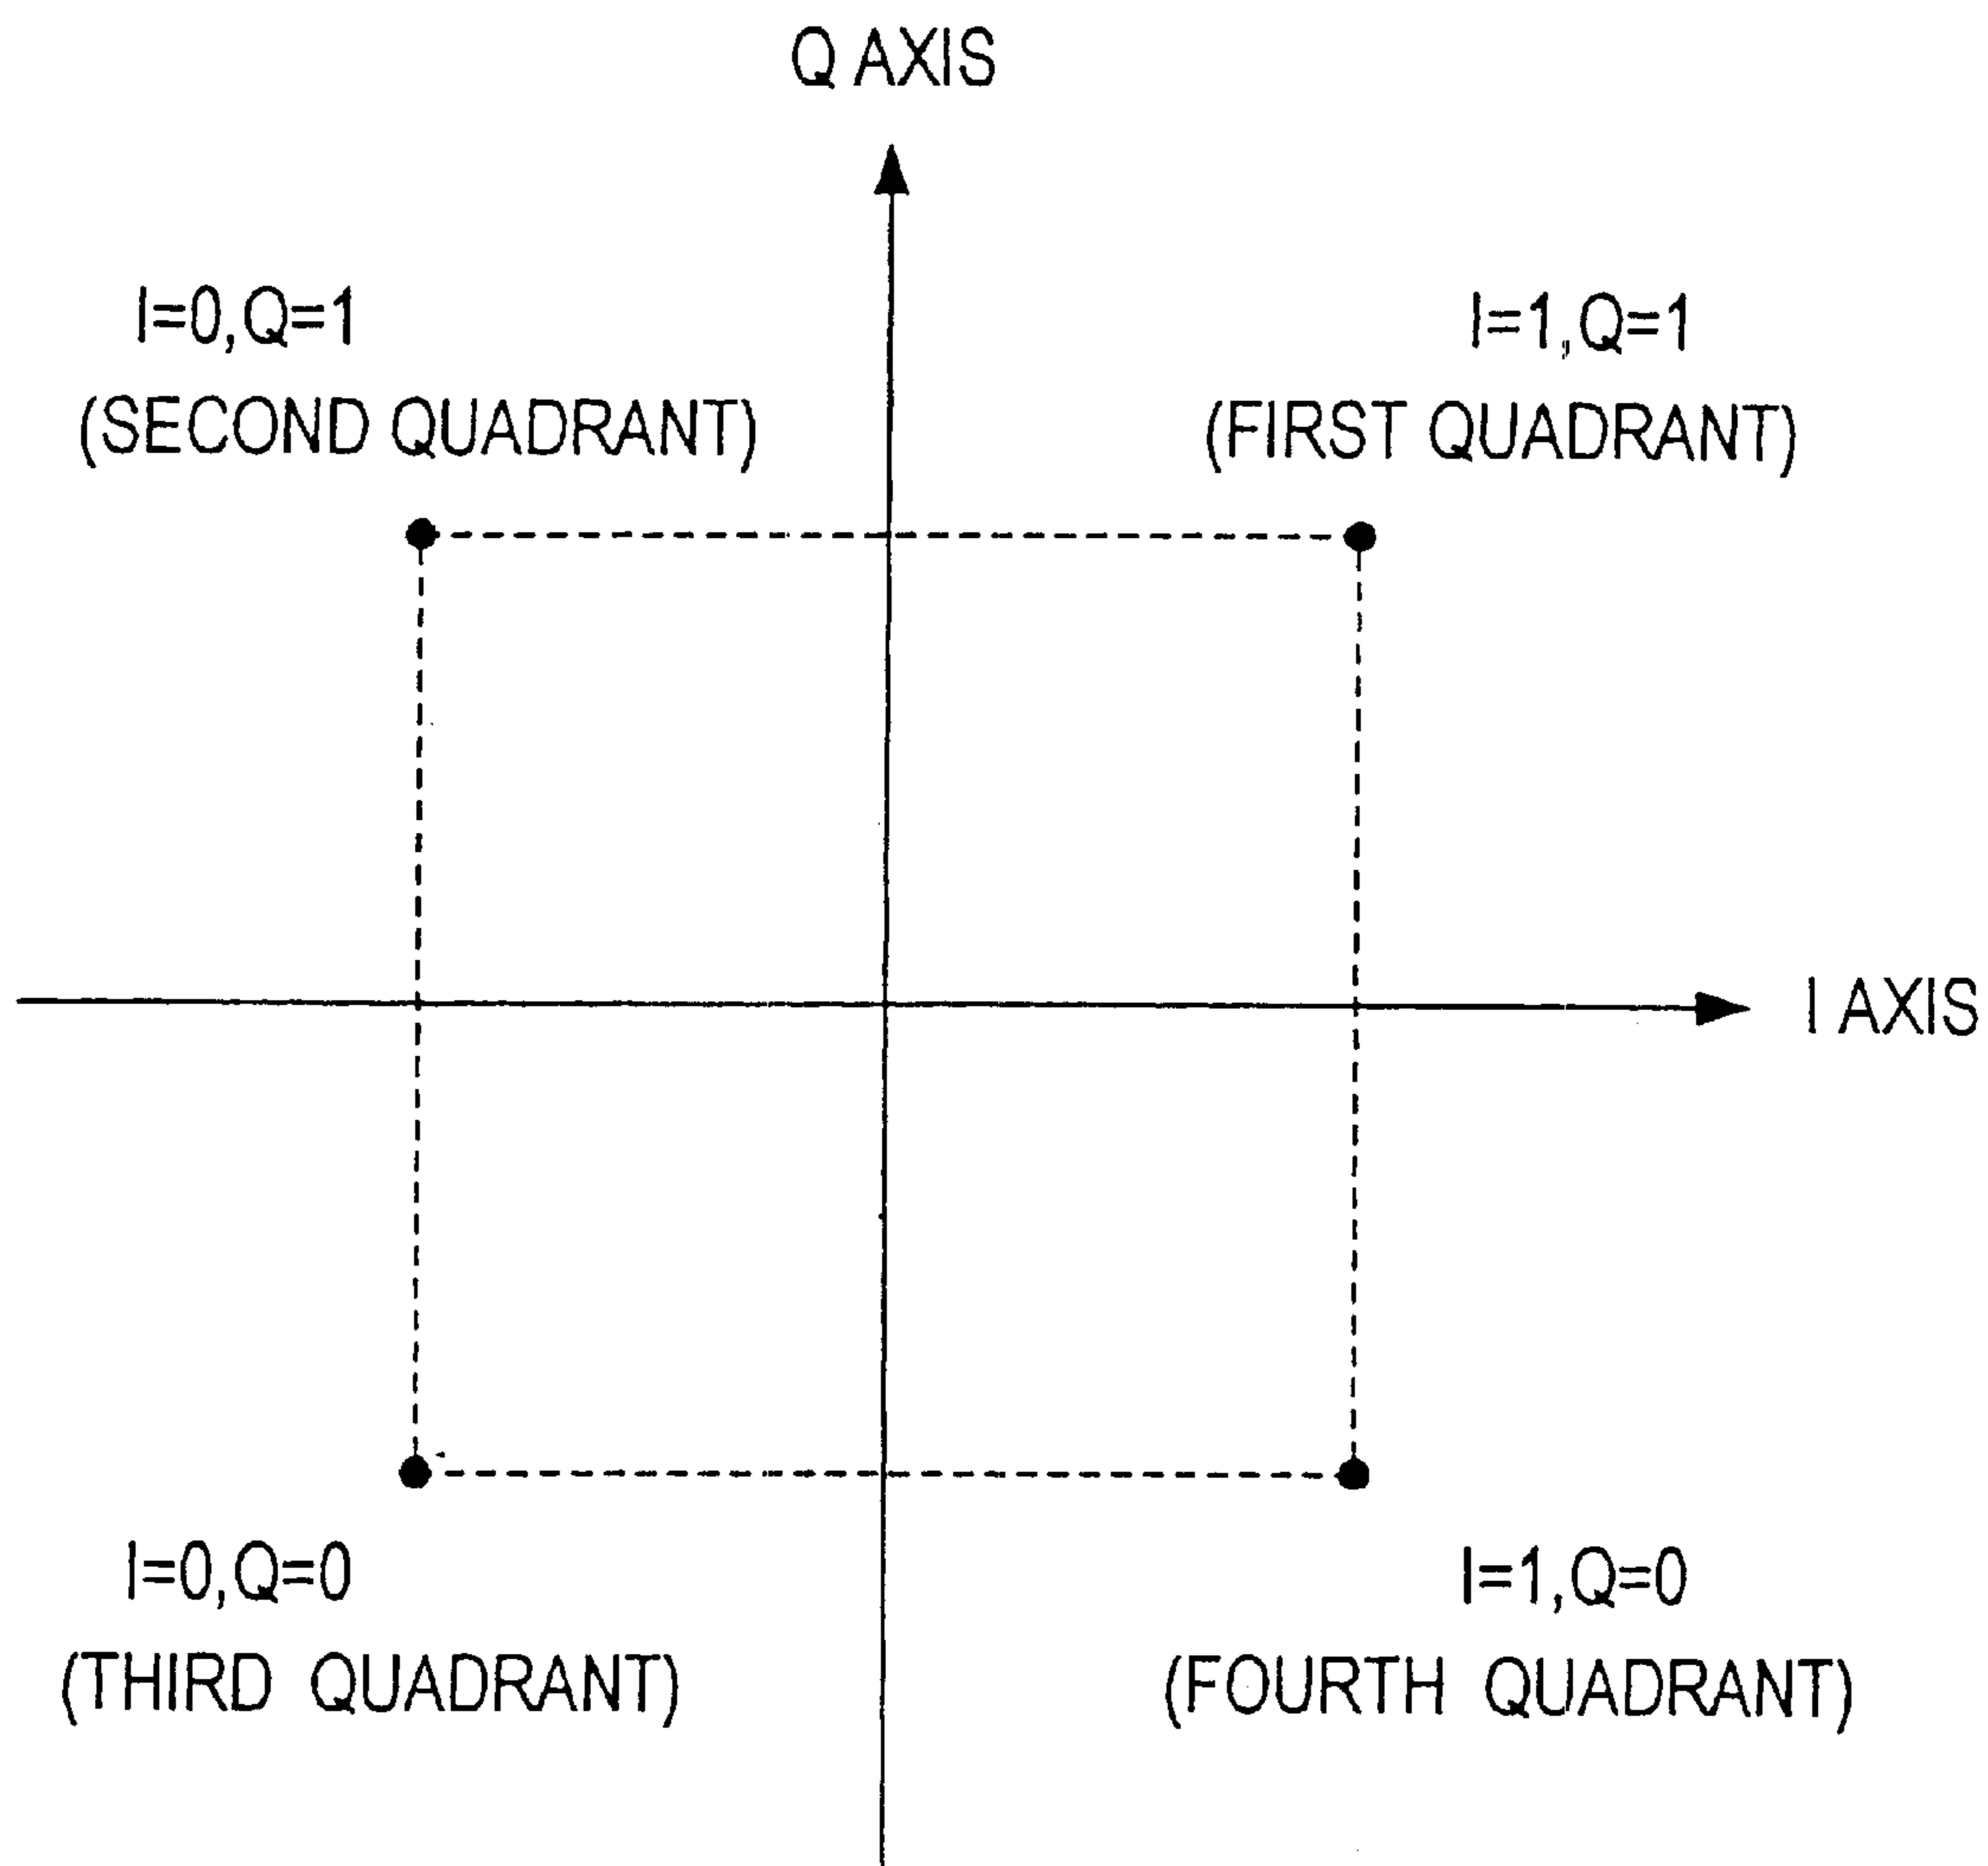 Q AXIS
I=0,Q=1
(SECOND QUADRANT)
I=1,Q=1
(FIRST QUADRANT)
I AXIS
I=0,Q=0
(THIRD QUADRANT)
I=1,Q=0
(FOURTH QUADRANT)